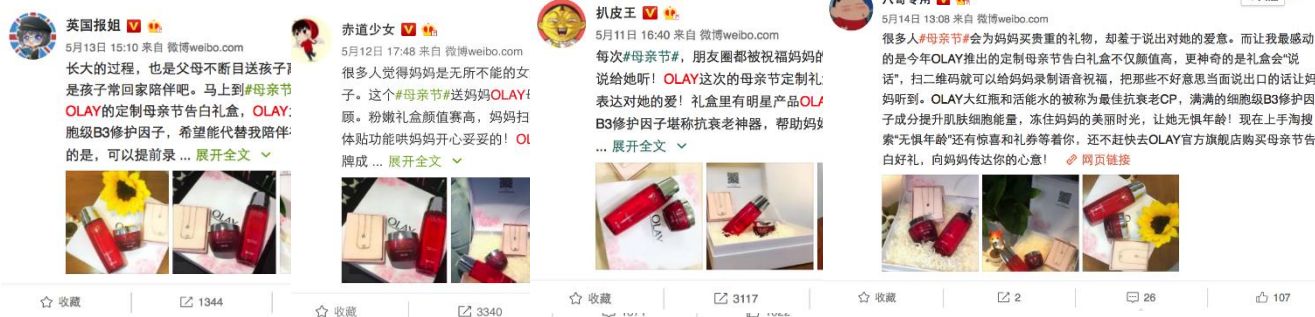 英国报姐
5月13日 15:10 来自 微博weibo.com
长大的过程，也是父母不断目送孩子离
是孩子常回家陪伴吧。马上到#母亲节
OLAY的定制母亲节告白礼盒，OLAY大
胞级B3修护因子，希望能代替我陪伴
的是，可以提前录 ... 展开全文
OLAY
收藏
1344
赤道少女
5月12日 17:48 来自 微博weibo.com
很多人觉得妈妈是无所不能的女
子。这个#母亲节#送妈妈OLAY
顾。粉嫩礼盒颜值赛高，妈妈扫
体贴功能哄妈妈开心妥妥的！OL
牌成 ... 展开全文
OLAY
收藏
3340
扒皮王
5月11日 16:40 来自 微博weibo.com
每次#母亲节#，朋友圈都被祝福妈妈的
说给她听！OLAY这次的母亲节定制礼
表达对她的爱！礼盒里有明星产品OLA
B3修护因子堪称抗衰老神器，帮助妈妈
... 展开全文
OLAY
收藏
3117
5月14日 13:08 来自 微博weibo.com
很多人#母亲节#会为妈妈买贵重的礼物，却羞于说出对她的爱意。而让我最感动
的是今年OLAY推出的定制母亲节告白礼盒不仅颜值高，更神奇的是礼盒会“说
话”，扫二维码就可以给妈妈录制语音祝福，把那些不好意思当面说出口的话让妈
妈听到。OLAY大红瓶和活能水的被称为最佳抗衰老CP，满满的细胞级B3修护因
子成分提升肌肤细胞能量，冻住妈妈的美丽时光，让她无惧年龄！现在上手淘搜
索“无惧年龄”还有惊喜和礼券等着你，还不赶快去OLAY官方旗舰店购买母亲节告
白好礼，向妈妈传达你的心意！ 网页链接
收藏
2
26
107